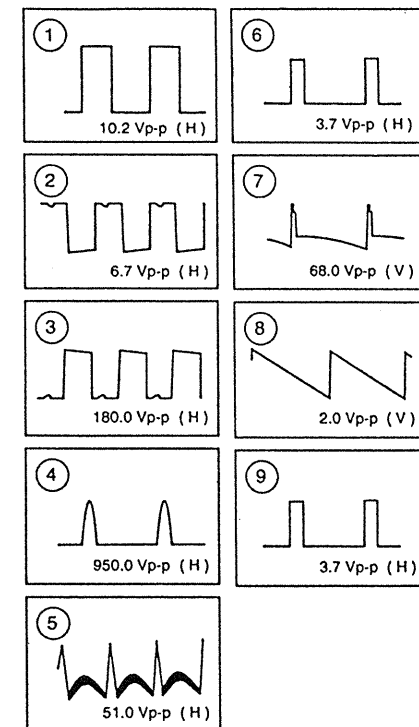 1
10.2 Vp-p (H)
2
6.7 Vp-p (H)
3
180.0 Vp-p (H)
4
950.0 Vp-p (H)
5
51.0 Vp-p (H)
6
3.7 Vp-p (H)
7
68.0 Vp-p (V)
8
2.0 Vp-p (V)
9
3.7 Vp-p (H)